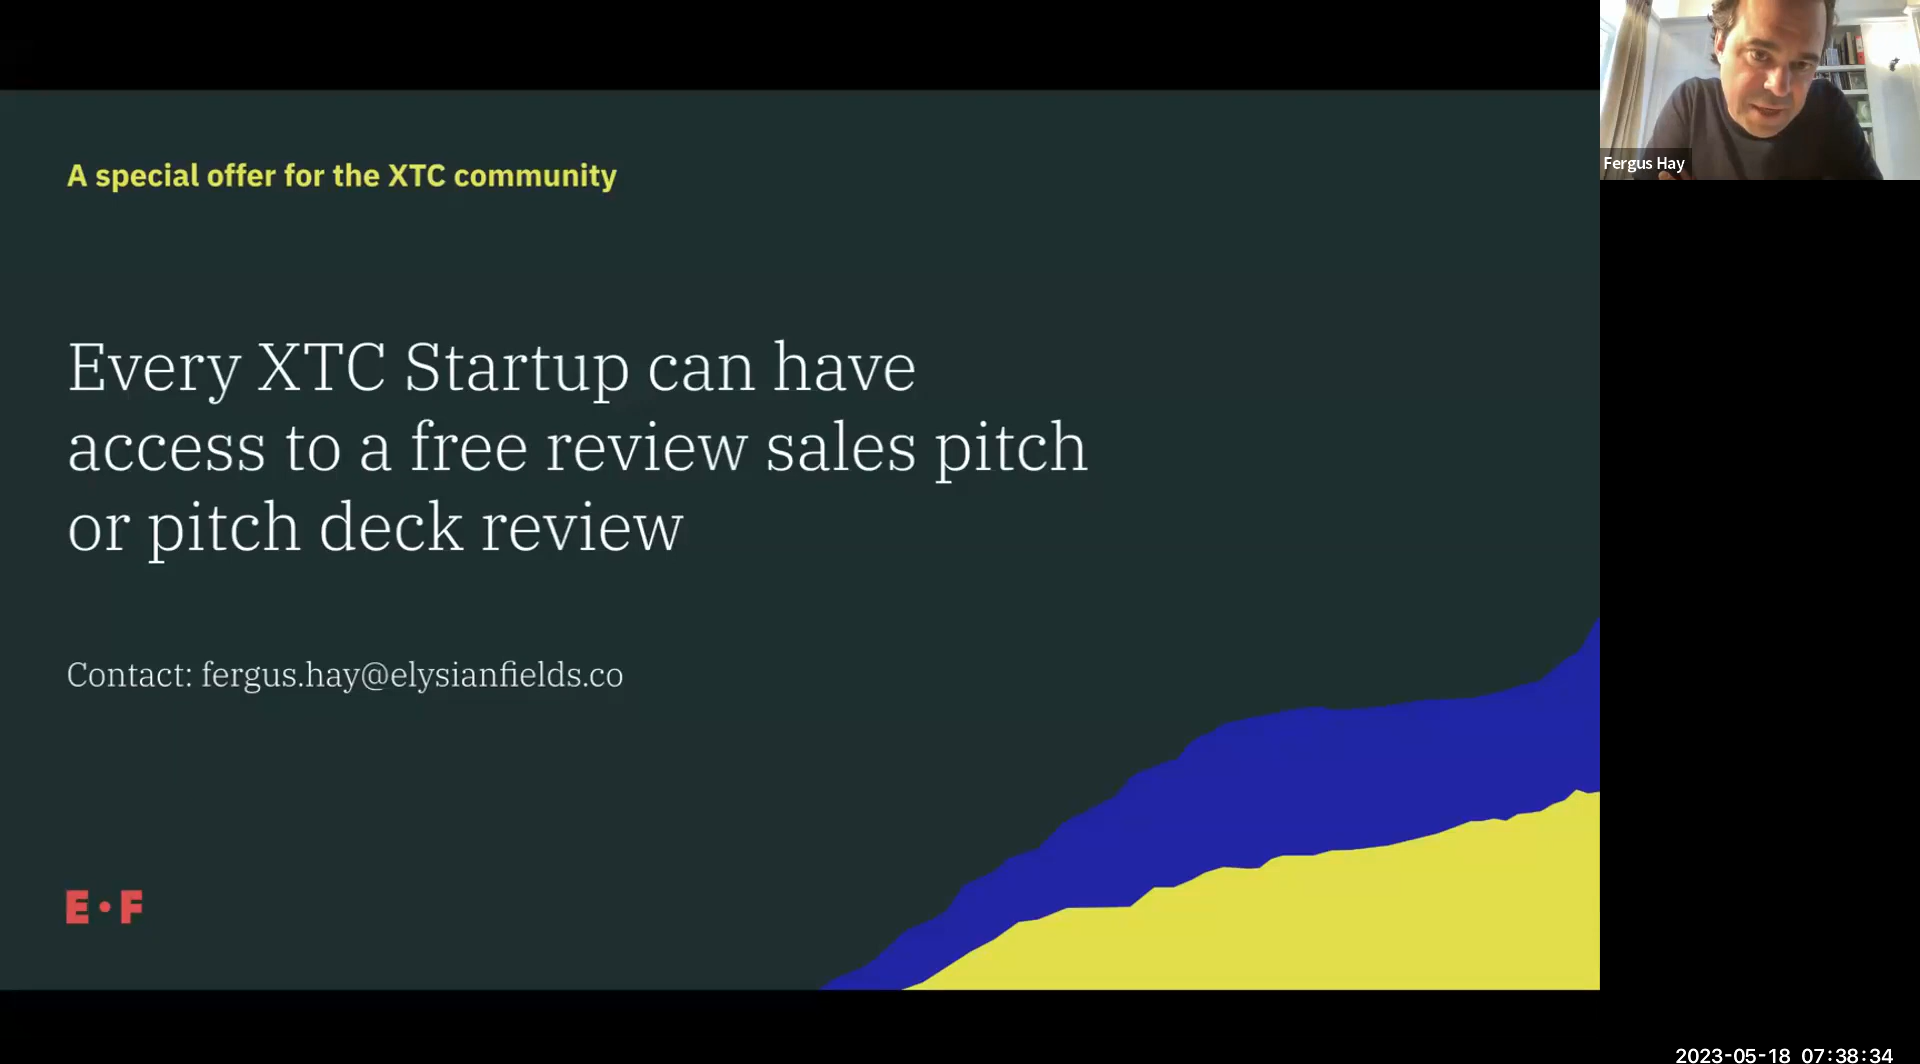 A special offer for the XTC community
Every XTC Startup can have
access to a free review sales pitch
or pitch deck review
Contact: fergus.hay@elysianfields.co
E•F
Fergus Hay
2023-05-18 07:38:34